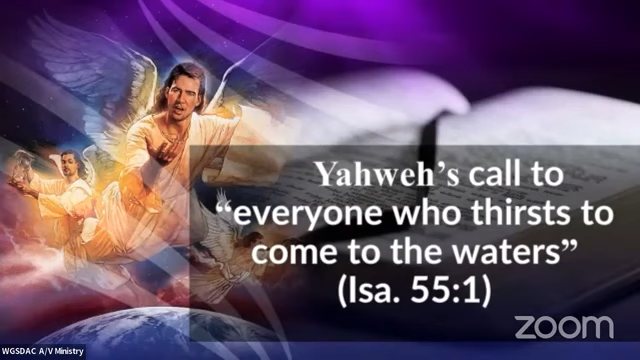 Yahweh’s call to
“everyone who thirsts to
come to the waters”
(Isa. 55:1)
zoom
WGSDAC A/V Ministry